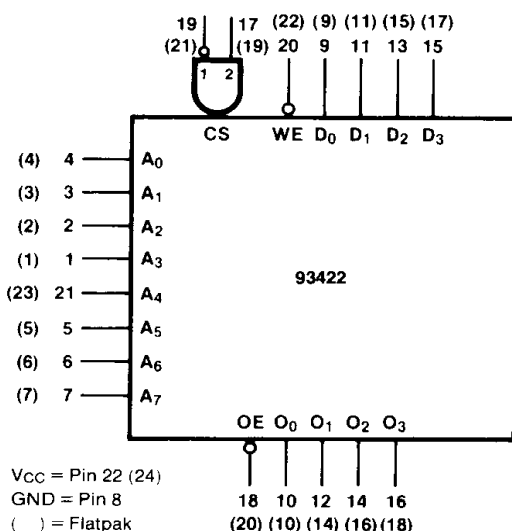 19 17 (22) (9) (11) (15) (17)
(21) (19) 20 9 11 13 15
1 2
CS WE D0 D1 D2 D3
(4) 4 A0
(3) 3 A1
(2) 2 A2
(1) 1 A3
93422
(23) 21 A4
(5) 5 A5
(6) 6 A6
(7) 7 A7
OE O0 O1 O2 O3
VCC = Pin 22 (24)
GND = Pin 8
( ) = Flatpak
18 10 12 14 16
(20) (10) (14) (16) (18)